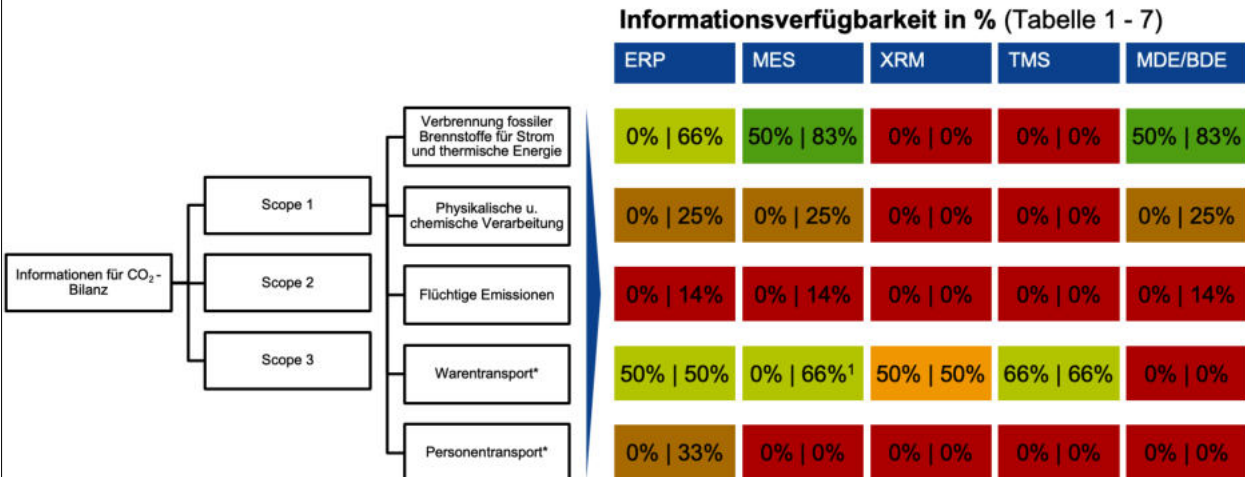 Informationsverfügbarkeit in % (Tabelle 1 - 7)
ERP MES XRM TMS MDE/BDE
Verbrennung fossiler
Brennstoffe für Strom
und thermische Energie
0% | 66% 50% | 83% 0% | 0% 0% | 0% 50% | 83%
Scope 1
Physikalische u.
chemische Verarbeitung
0% | 25% 0% | 25% 0% | 0% 0% | 0% 0% | 25%
Informationen für CO₂ -
Bilanz
Scope 2
Flüchtige Emissionen
0% | 14% 0% | 14% 0% | 0% 0% | 0% 0% | 14%
Scope 3
Warentransport*
50% | 50% 0% | 66%¹ 50% | 50% 66% | 66% 0% | 0%
Personentransport*
0% | 33% 0% | 0% 0% | 0% 0% | 0% 0% | 0%